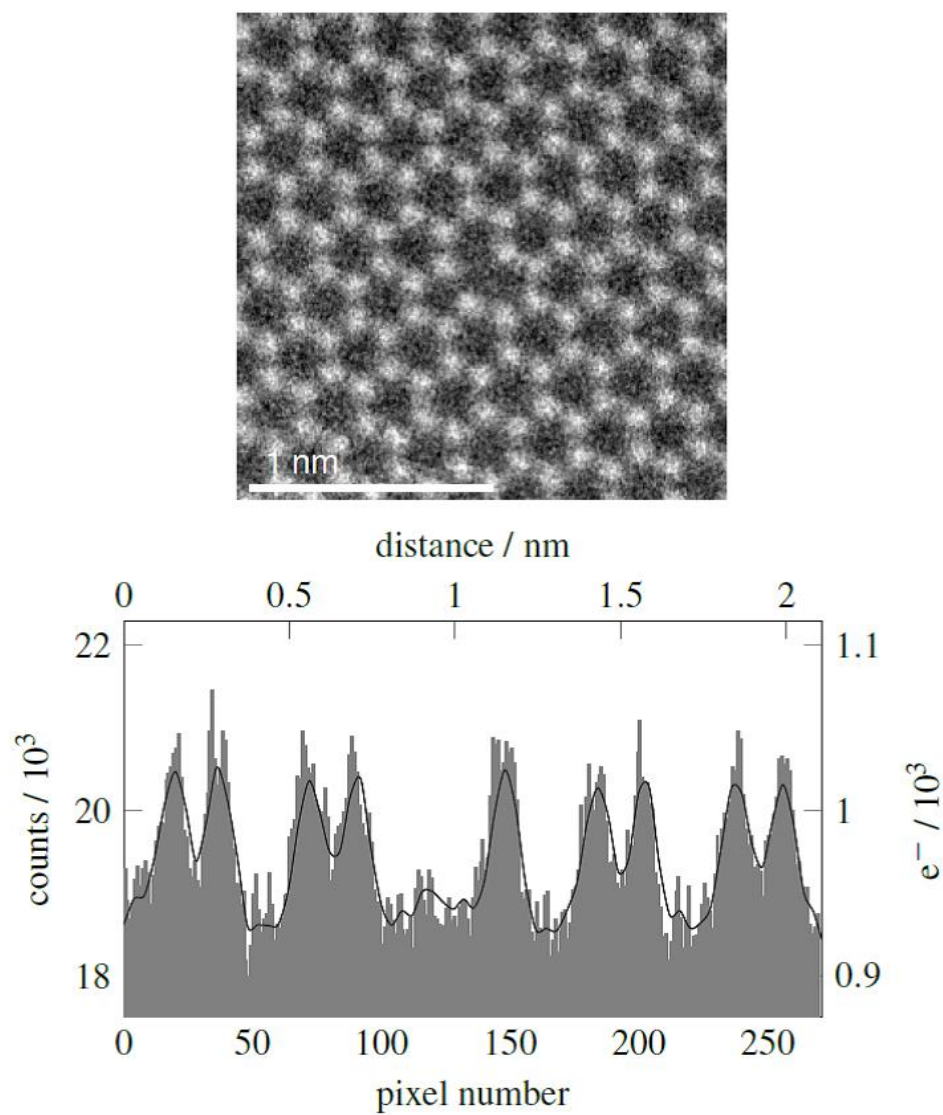 1 nm
distance / nm
0 0.5 1 1.5 2
22 1.1
20 1
18 0.9
counts / 10³
e⁻ / 10³
0 50 100 150 200 250
pixel number